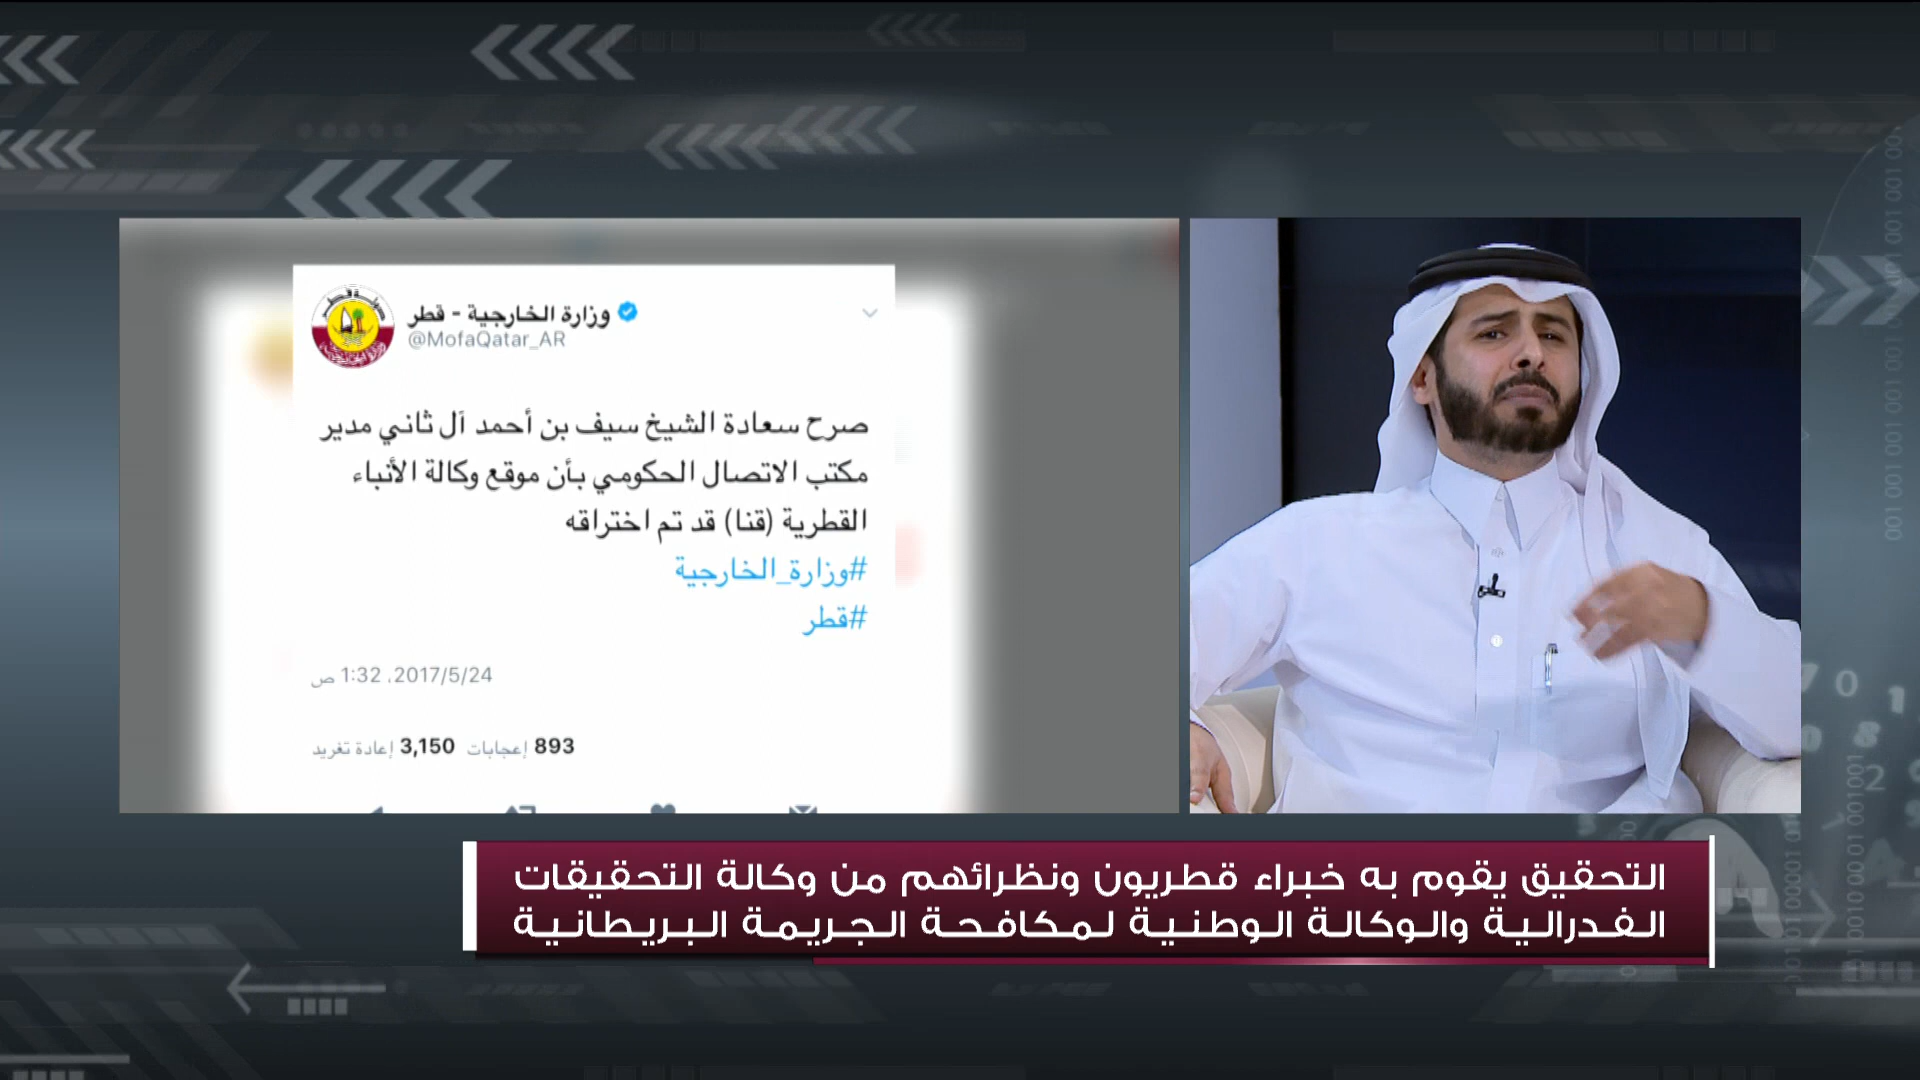 وزارة الخارجية - قطر
@MofaQatar_AR
صرح سعادة الشيخ سيف بن أحمد آل ثاني مدير
مكتب الاتصال الحكومي بأن موقع وكالة الأنباء
القطرية (قنا) قد تم اختراقه
#وزارة_الخارجية
#قطر
2017/5/24، 1:32 ص
3,150 إعادة تغريد 893 إعجابات
التحقيق يقوم به خبراء قطريون ونظرائهم من وكالة التحقيقات
الفدرالية والوكالة الوطنية لمكافحة الجريمة البريطانية